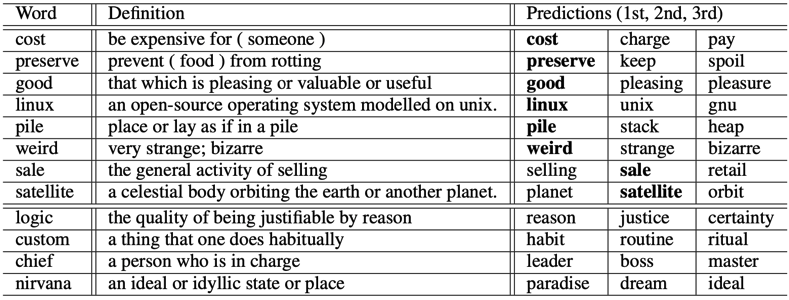 Word Definition Predictions (1st, 2nd, 3rd)
cost be expensive for ( someone ) cost charge pay
preserve prevent ( food ) from rotting preserve keep spoil
good that which is pleasing or valuable or useful good pleasing pleasure
linux an open-source operating system modelled on unix. linux unix gnu
pile place or lay as if in a pile pile stack heap
weird very strange; bizarre weird strange bizarre
sale the general activity of selling selling sale retail
satellite a celestial body orbiting the earth or another planet. planet satellite orbit
logic the quality of being justifiable by reason reason justice certainty
custom a thing that one does habitually habit routine ritual
chief a person who is in charge leader boss master
nirvana an ideal or idyllic state or place paradise dream ideal